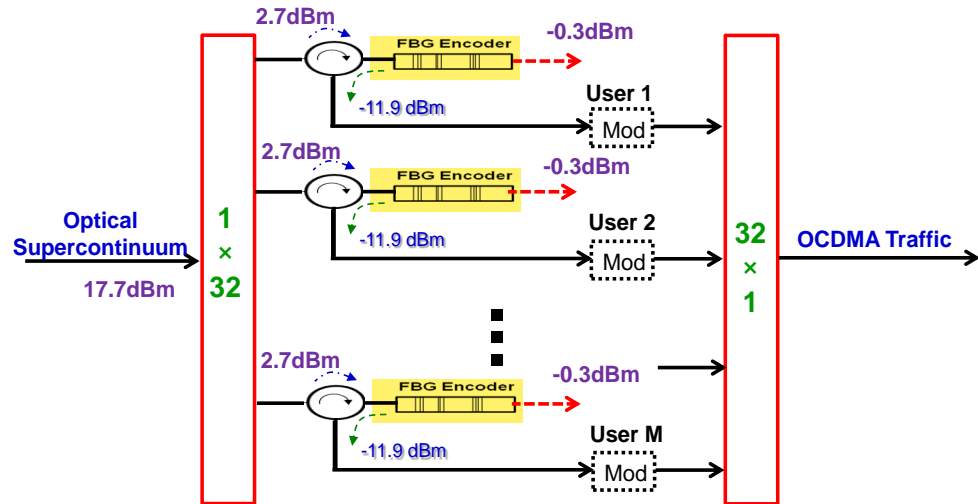 2.7dBm
-0.3dBm
FBG Encoder
-11.9 dBm
User 1
Mod
2.7dBm
-0.3dBm
FBG Encoder
-11.9 dBm
User 2
Mod
Optical
Supercontinuum
17.7dBm
1
×
32
32
×
1
OCDMA Traffic
2.7dBm
-0.3dBm
FBG Encoder
-11.9 dBm
User M
Mod